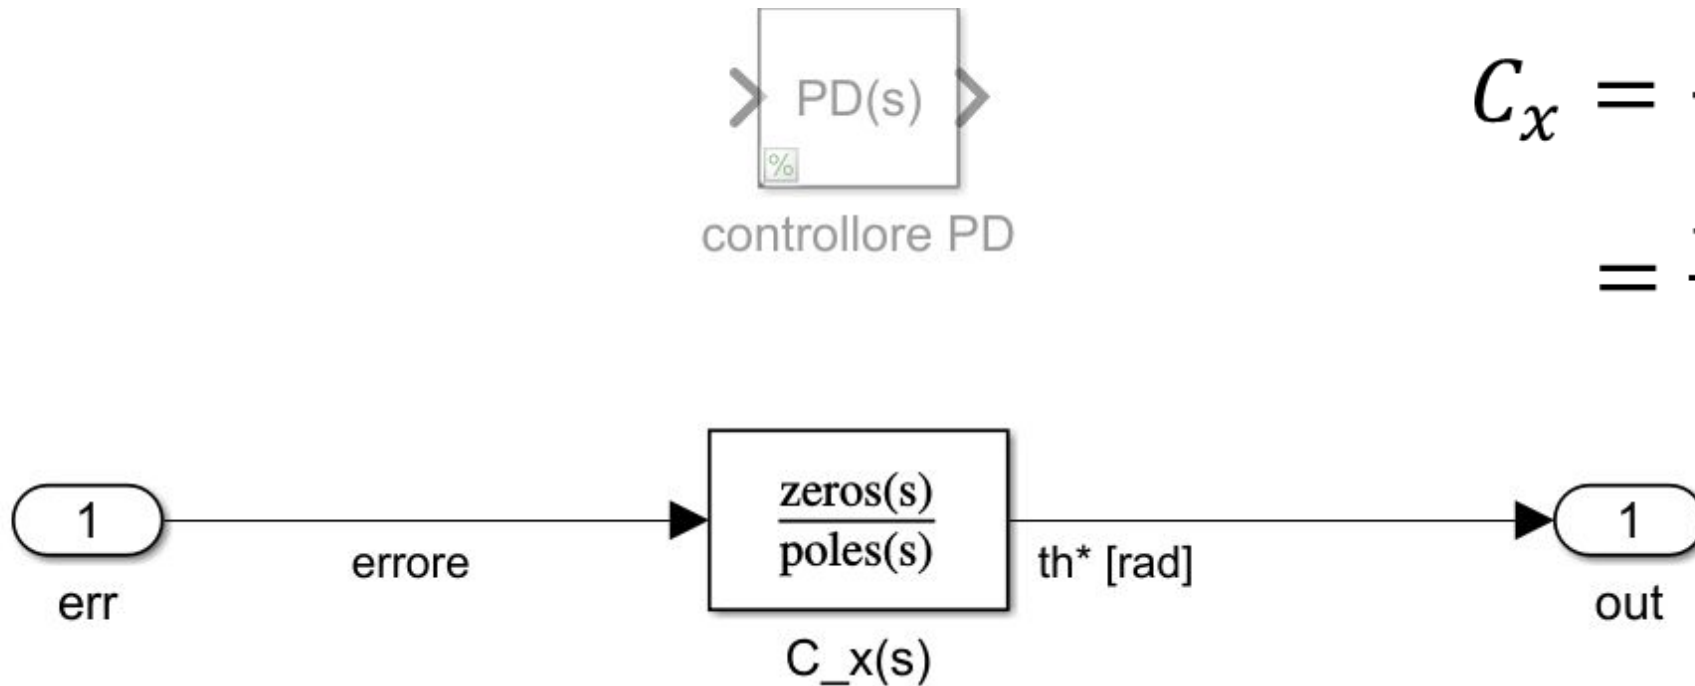 PD(s)
%
controllore PD
C_x =
=
1
err
errore
zeros(s)
poles(s)
C_x(s)
th* [rad]
1
out